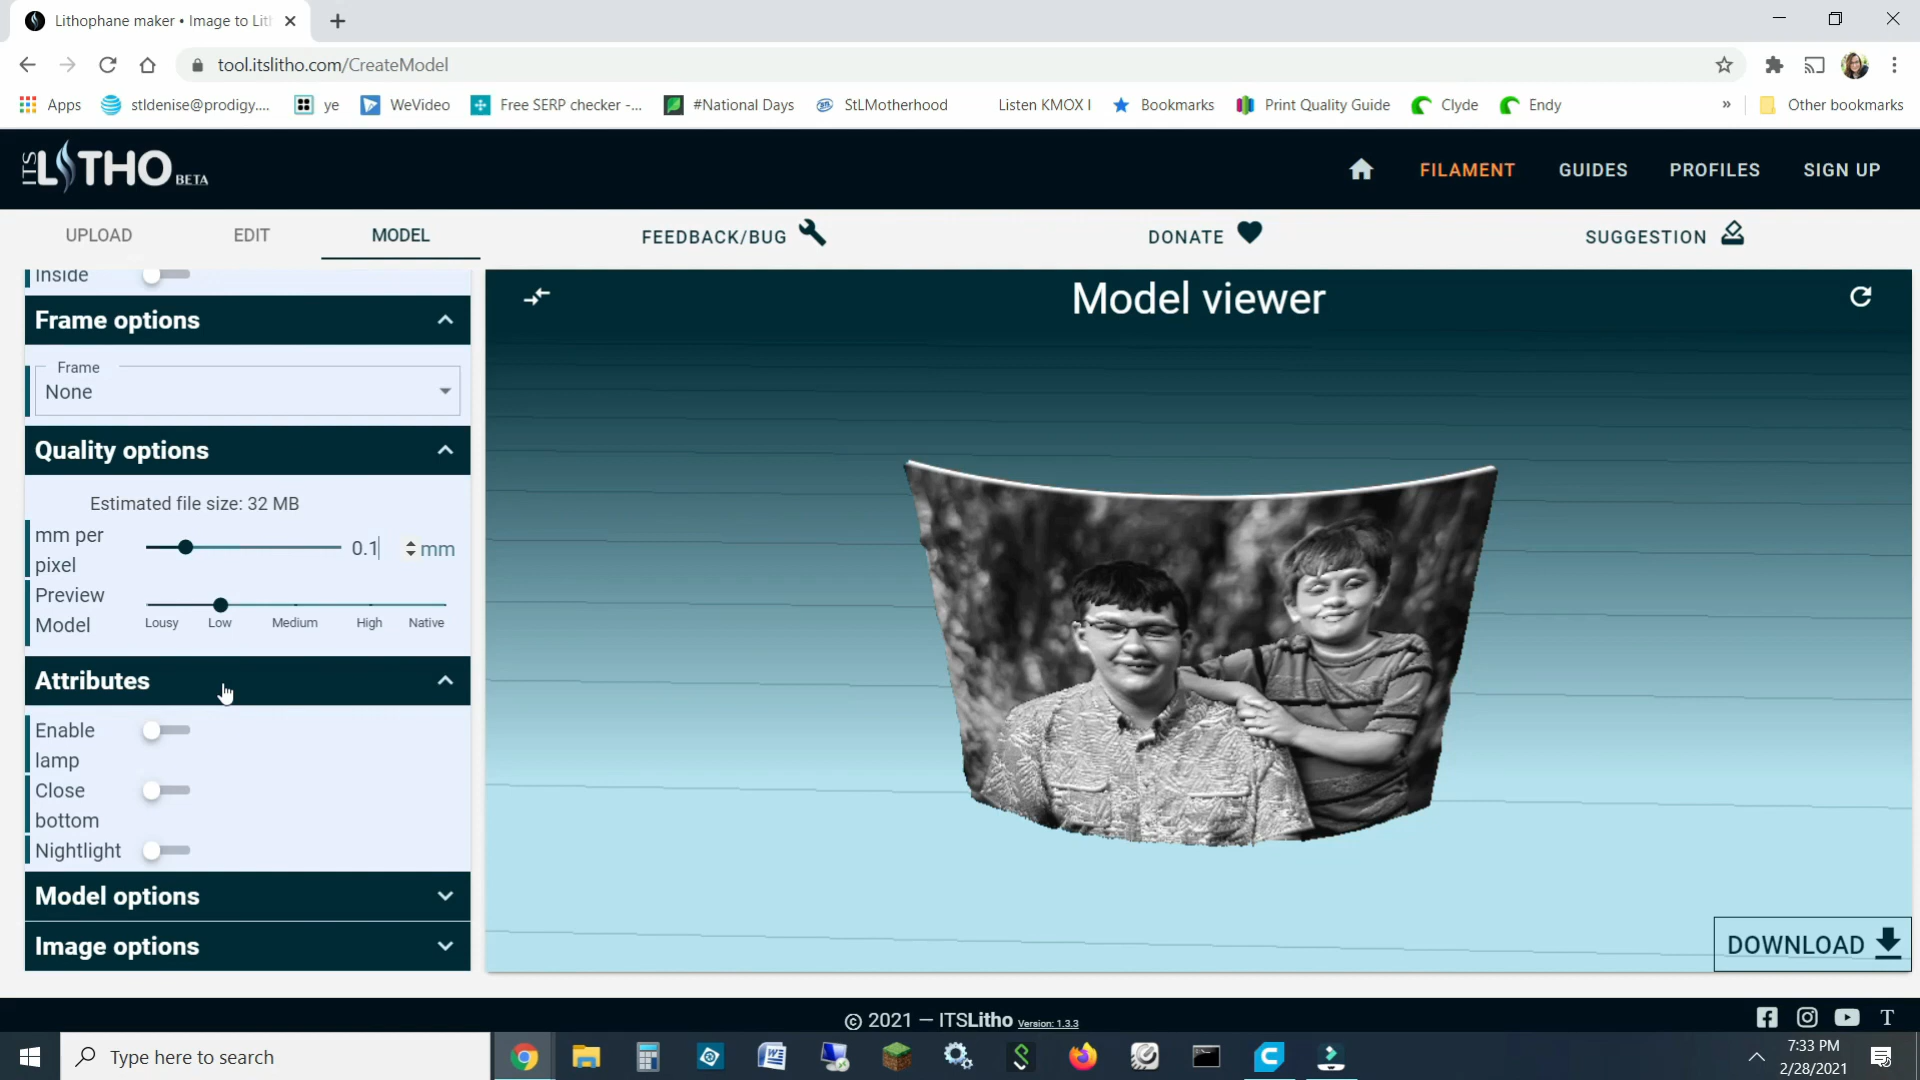 Lithophane maker • Image to Lith
tool.itslitho.com/CreateModel
Apps stldenise@prodigy.... ye WeVideo Free SERP checker -... #National Days StLMotherhood Listen KMOX I Bookmarks Print Quality Guide Clyde Endy » Other bookmarks
ITS LITHO BETA
FILAMENT GUIDES PROFILES SIGN UP
UPLOAD EDIT MODEL FEEDBACK/BUG DONATE SUGGESTION
Inside
Model viewer
Frame options
Frame
None
Quality options
Estimated file size: 32 MB
mm per
pixel
0.1 mm
Preview
Model
Lousy Low Medium High Native
Attributes
Enable
lamp
Close
bottom
Nightlight
Model options
Image options
DOWNLOAD
© 2021 — ITSLitho Version: 1.3.3
Type here to search
7:33 PM
2/28/2021